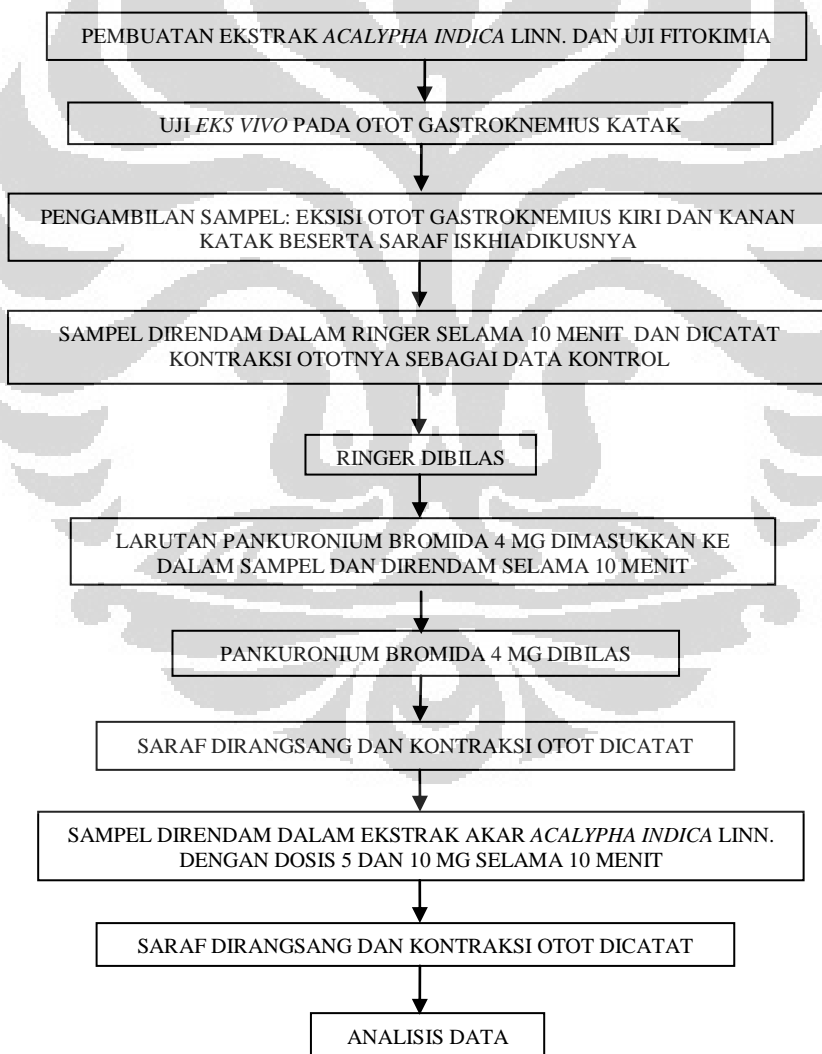 PEMBUATAN EKSTRAK ACALYPHA INDICA LINN. DAN UJI FITOKIMIA
UJI EKS VIVO PADA OTOT GASTROKNEMIUS KATAK
PENGAMBILAN SAMPEL: EKSISI OTOT GASTROKNEMIUS KIRI DAN KANAN
KATAK BESERTA SARAF ISKHIADIKUSNYA
SAMPEL DIRENDAM DALAM RINGER SELAMA 10 MENIT DAN DICATAT
KONTRAKSI OTOTNYA SEBAGAI DATA KONTROL
RINGER DIBILAS
LARUTAN PANKURONIUM BROMIDA 4 MG DIMASUKKAN KE
DALAM SAMPEL DAN DIRENDAM SELAMA 10 MENIT
PANKURONIUM BROMIDA 4 MG DIBILAS
SARAF DIRANGSANG DAN KONTRAKSI OTOT DICATAT
SAMPEL DIRENDAM DALAM EKSTRAK AKAR ACALYPHA INDICA LINN.
DENGAN DOSIS 5 DAN 10 MG SELAMA 10 MENIT
SARAF DIRANGSANG DAN KONTRAKSI OTOT DICATAT
ANALISIS DATA